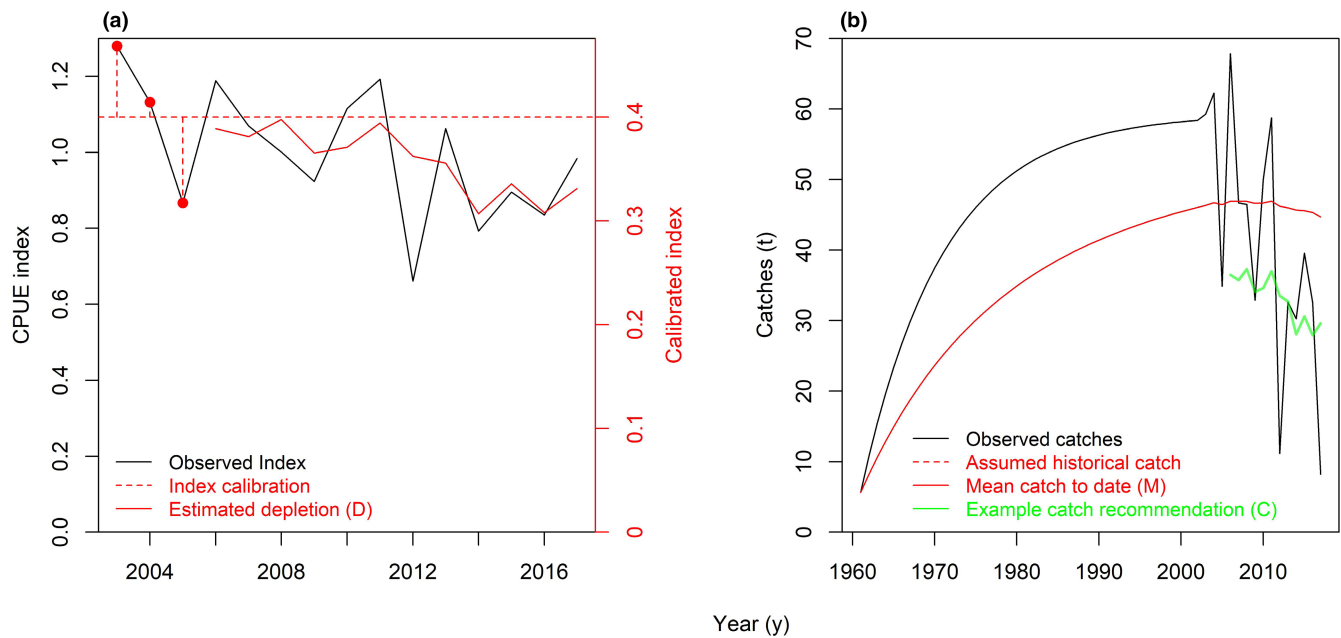 (a)
CPUE index
1.2
1.0
0.8
0.6
0.4
0.2
0.0
Observed Index
Index calibration
Estimated depletion (D)
2004
2008
2012
2016
0.4
0.3
0.2
0.1
0
Calibrated index
(b)
Catches (t)
70
60
50
40
30
20
10
0
Observed catches
Assumed historical catch
Mean catch to date (M)
Example catch recommendation (C)
1960
1970
1980
1990
2000
2010
Year (y)